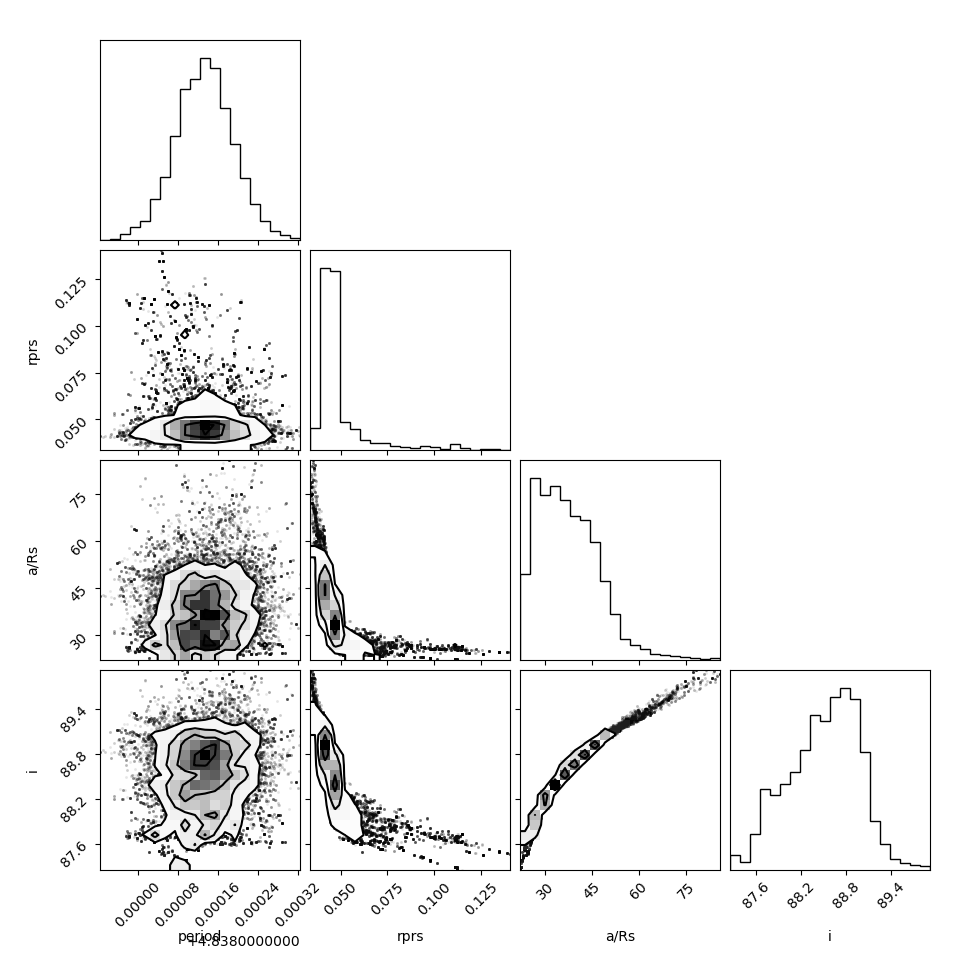 rprs
0.125
0.100
0.075
0.050
a/Rs
75
60
45
30
i
89.4
88.8
88.2
87.6
0.00000 0.00008 0.00016 0.00024 0.00032
0.050 0.075 0.100 0.125
30 45 60 75
87.6 88.2 88.8 89.4
period rprs a/Rs i
+4.8380000000